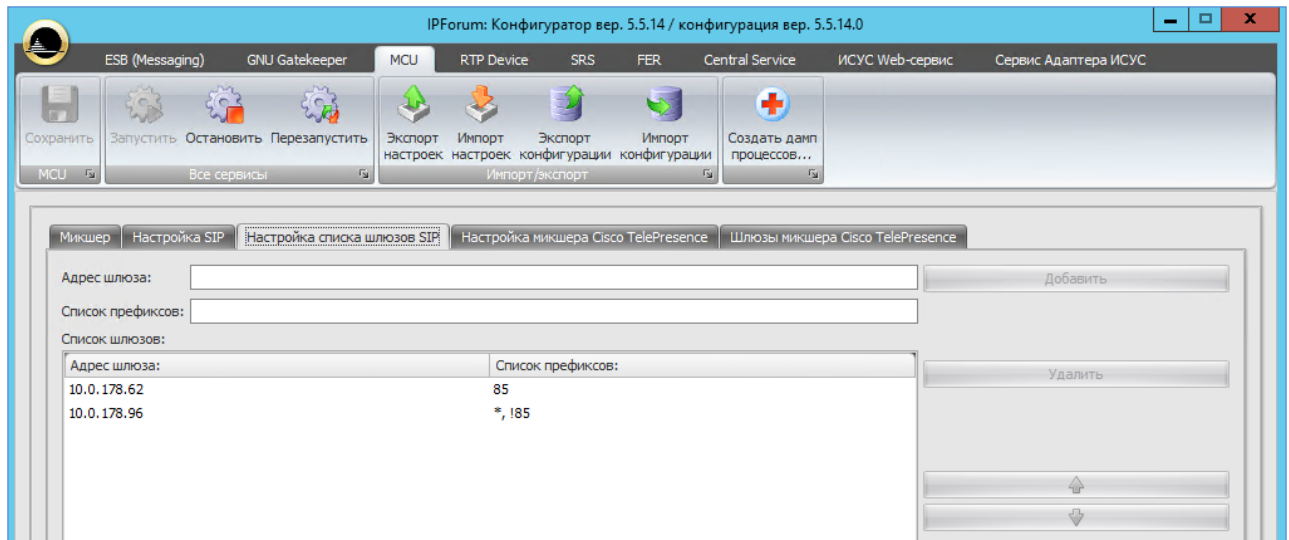 IPForum: Конфигуратор вер. 5.5.14 / конфигурация вер. 5.5.14.0
ESB (Messaging) GNU Gatekeeper MCU RTP Device SRS FER Central Service ИСУС Web-сервис Сервис Адаптера ИСУС
Сохранить Запустить Остановить Перезапустить Экспорт настроек Импорт настроек Экспорт конфигурации Импорт конфигурации Создать дамп процессов...
MCU Все сервисы Импорт/экспорт
Микшер Настройка SIP Настройка списка шлюзов SIP Настройка микшера Cisco TelePresence Шлюзы микшера Cisco TelePresence
Адрес шлюза: Добавить
Список префиксов:
Список шлюзов:
Адрес шлюза: Список префиксов:
Удалить
10.0.178.62 85
10.0.178.96 *, !85